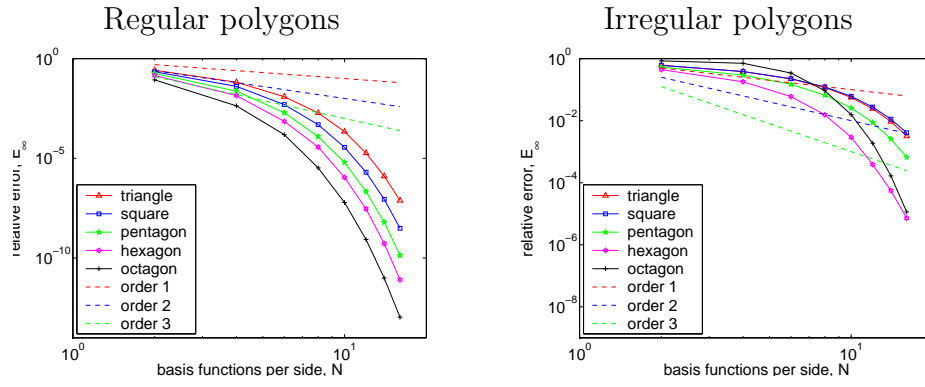 Regular polygons
relative error, E∞
10^0
10^-5
10^-10
triangle
square
pentagon
hexagon
octagon
order 1
order 2
order 3
10^0
10^1
basis functions per side, N
Irregular polygons
relative error, E∞
10^0
10^-2
10^-4
10^-6
10^-8
triangle
square
pentagon
hexagon
octagon
order 1
order 2
order 3
10^0
10^1
basis functions per side, N